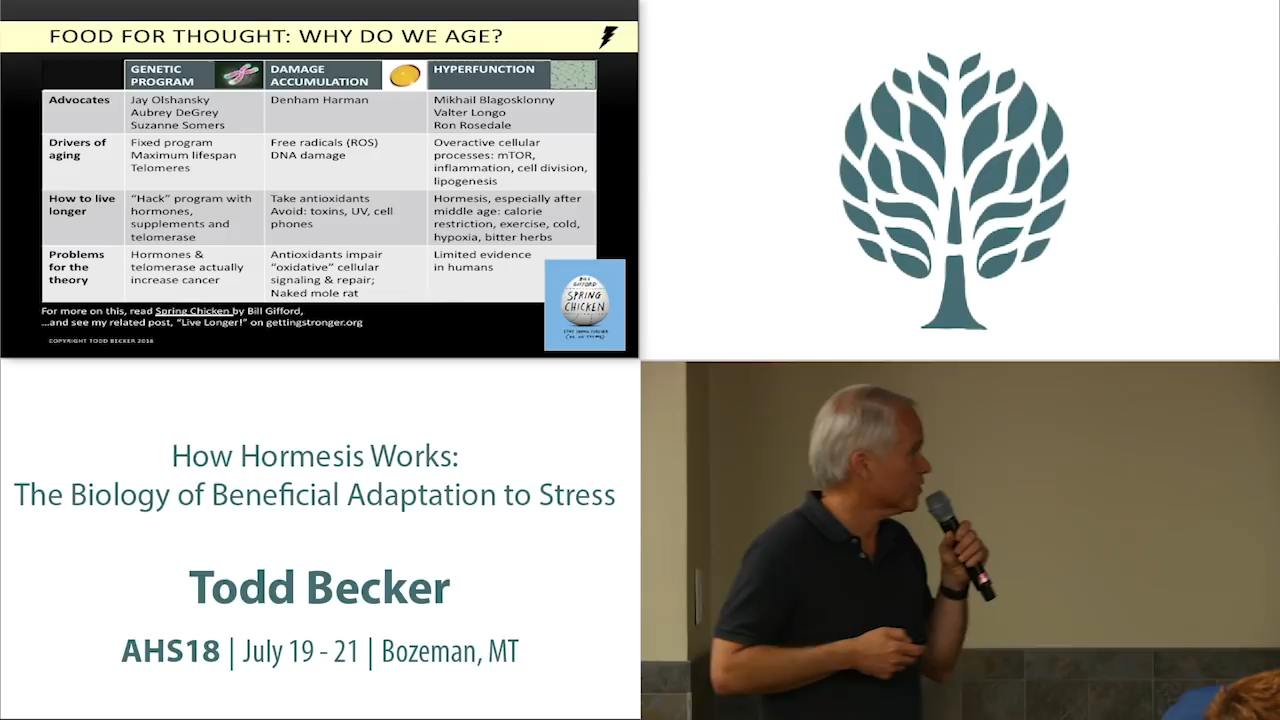 FOOD FOR THOUGHT: WHY DO WE AGE?
GENETIC
PROGRAM
DAMAGE
ACCUMULATION
HYPERFUNCTION
Advocates
Jay Olshansky
Aubrey DeGrey
Suzanne Somers
Denham Harman
Mikhail Blagosklonny
Valter Longo
Ron Rosedale
Drivers of
aging
Fixed program
Maximum lifespan
Telomeres
Free radicals (ROS)
DNA damage
Overactive cellular
processes: mTOR,
inflammation, cell division,
lipogenesis
How to live
longer
“Hack” program with
hormones,
supplements and
telomerase
Take antioxidants
Avoid: toxins, UV, cell
phones
Hormesis, especially after
middle age: calorie
restriction, exercise, cold,
hypoxia, bitter herbs
Problems
for the
theory
Hormones &
telomerase actually
increase cancer
Antioxidants impair
“oxidative” cellular
signaling & repair;
Naked mole rat
Limited evidence
in humans
BILL
GIFFORD
SPRING
CHICKEN
For more on this, read Spring Chicken by Bill Gifford,
...and see my related post, “Live Longer!” on gettingstronger.org
COPYRIGHT TODD BECKER 2018
How Hormesis Works:
The Biology of Beneficial Adaptation to Stress
Todd Becker
AHS18 | July 19 - 21 | Bozeman, MT